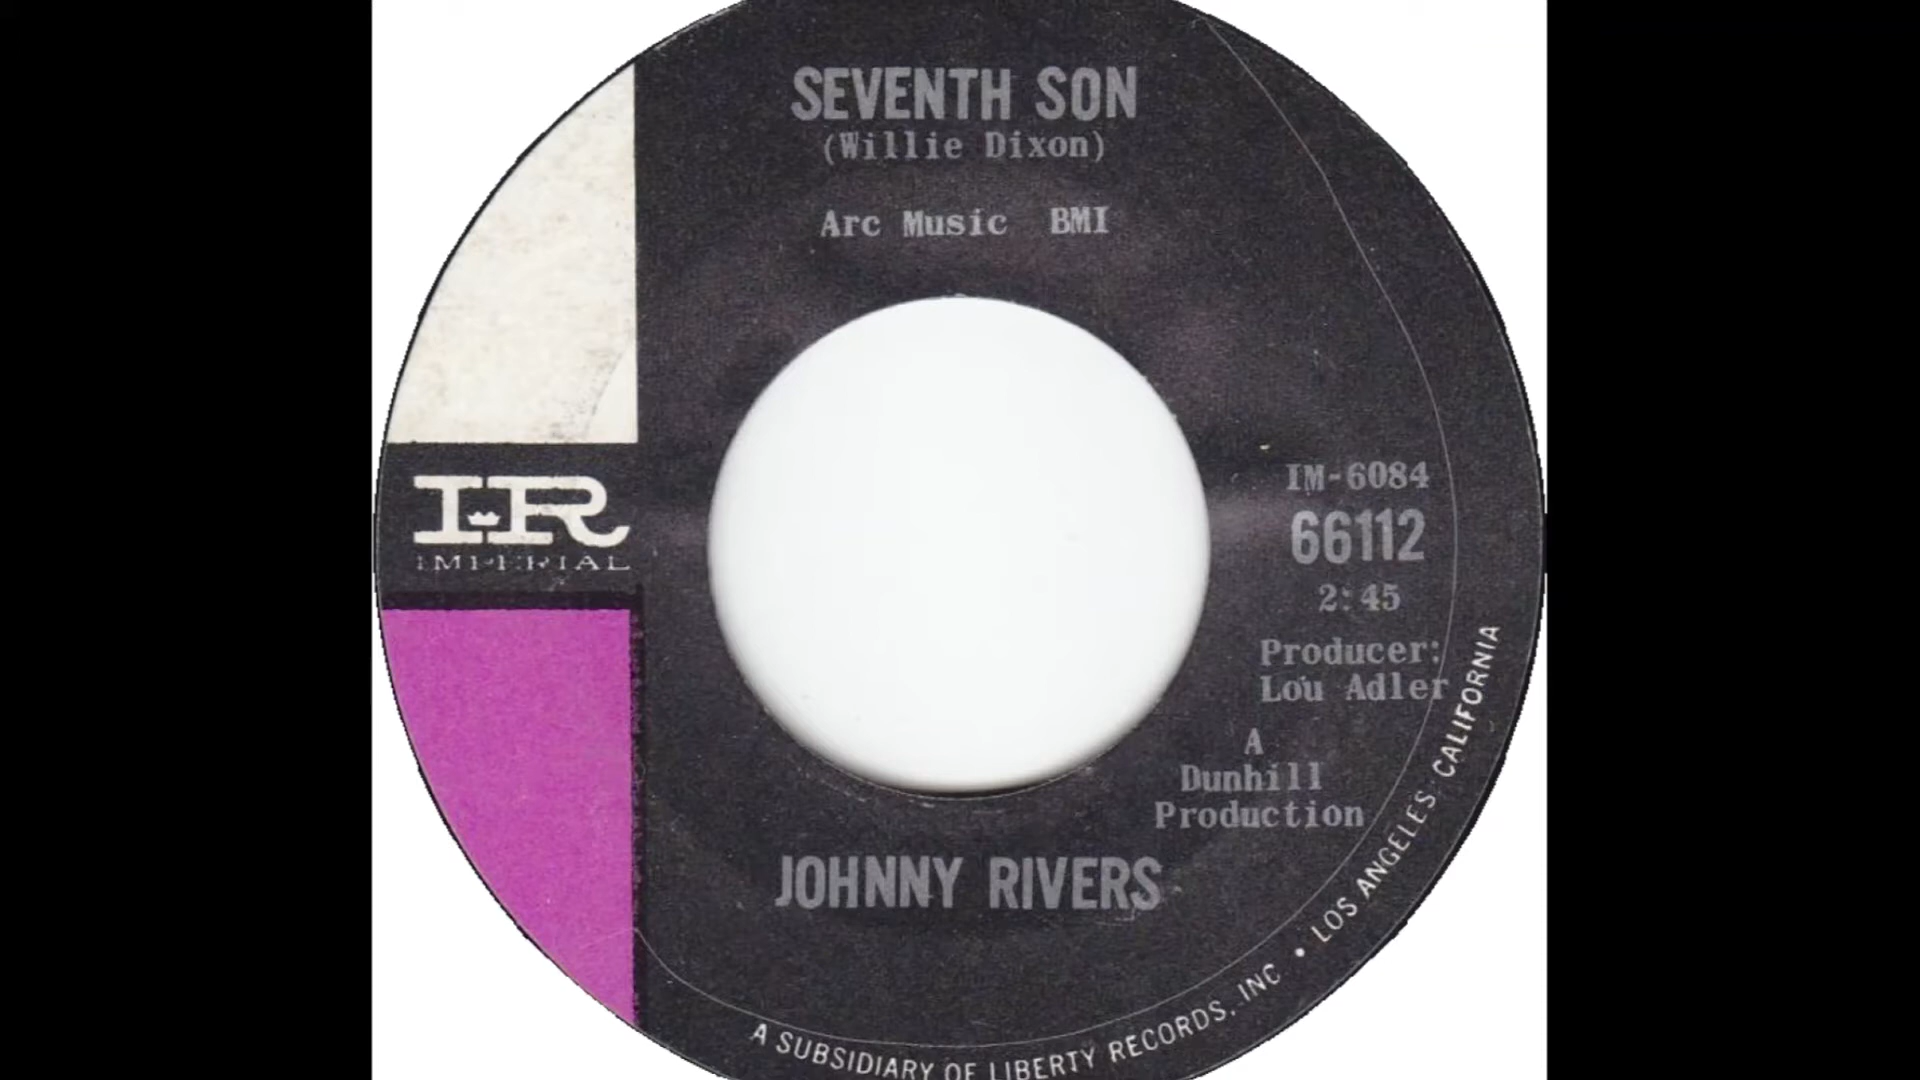 SEVENTH SON
(Willie Dixon)
Arc Music BMI
IR
IMPERIAL
IM-6084
66112
2:45
Producer:
Lou Adler
A
Dunhill
Production
JOHNNY RIVERS
A SUBSIDIARY OF LIBERTY RECORDS, INC • LOS ANGELES, CALIFORNIA